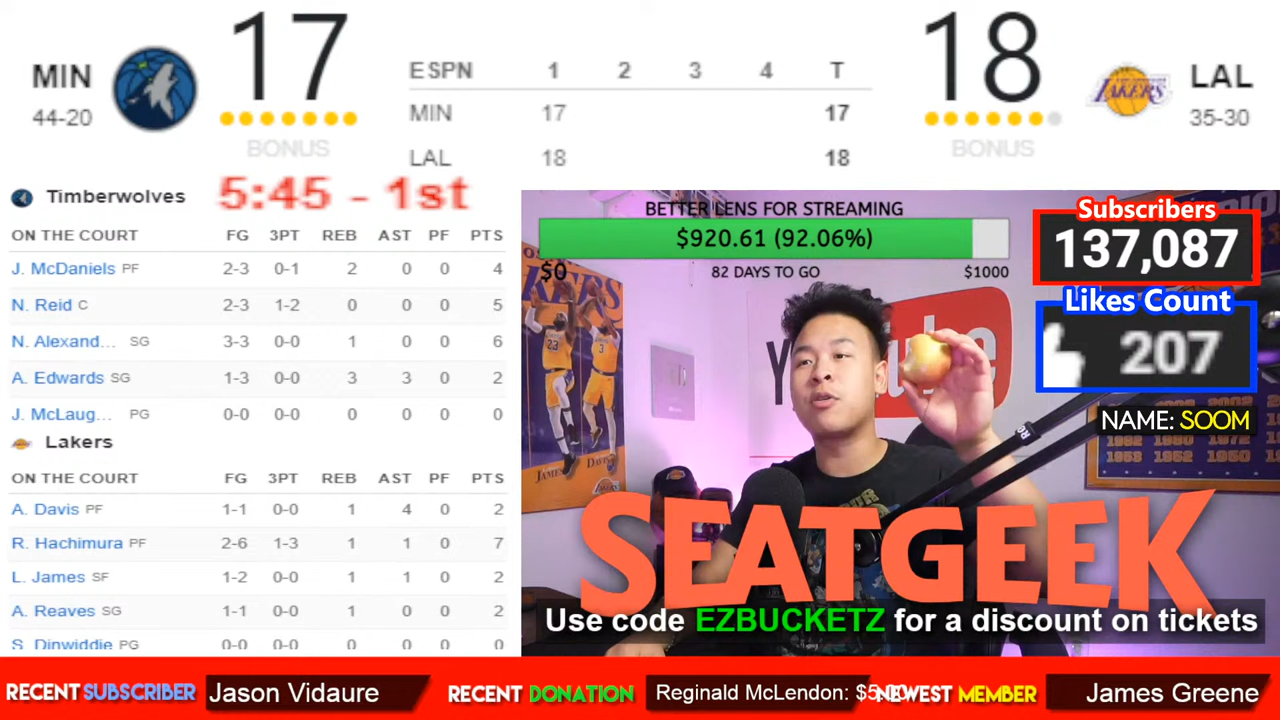 MIN
44-20
17
BONUS
ESPN 1 2 3 4 T
MIN 17 17
LAL 18 18
18
BONUS
LAL
35-30
LAKERS
Timberwolves 5:45 - 1st
ON THE COURT FG 3PT REB AST PF PTS
J. McDaniels PF 2-3 0-1 2 0 0 4
N. Reid C 2-3 1-2 0 0 0 5
N. Alexand... SG 3-3 0-0 1 0 0 6
A. Edwards SG 1-3 0-0 3 3 0 2
J. McLaug... PG 0-0 0-0 0 0 0 0
Lakers
ON THE COURT FG 3PT REB AST PF PTS
A. Davis PF 1-1 0-0 1 4 0 2
R. Hachimura PF 2-6 1-3 1 1 0 7
L. James SF 1-2 0-0 1 1 0 2
A. Reaves SG 1-1 0-0 1 0 0 2
S. Dinwiddie PG 0-0 0-0 0 0 0 0
BETTER LENS FOR STREAMING
$920.61 (92.06%)
$0 82 DAYS TO GO $1000
Subscribers
137,087
Likes Count
207
NAME: SOOM
LAKERS
23 3
JAMES DAVIS
SEATGEEK
Use code EZBUCKETZ for a discount on tickets
RECENT SUBSCRIBER Jason Vidaure
RECENT DONATION Reginald McLendon: $5.00
NEWEST MEMBER James Greene